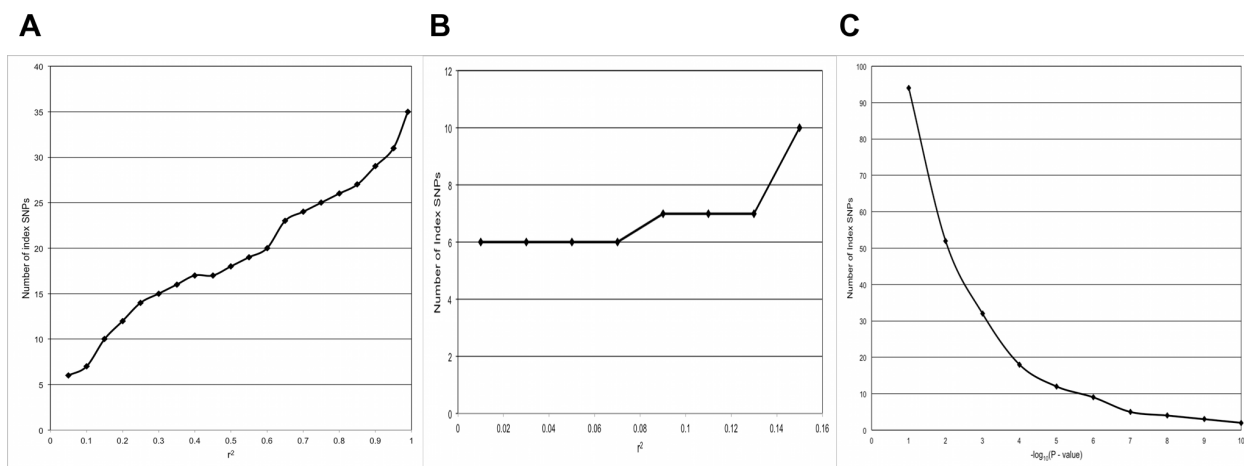 A
B
C
40
35
30
25
20
15
10
5
0
Number of index SNPs
0 0.1 0.2 0.3 0.4 0.5 0.6 0.7 0.8 0.9 1
r²
12
10
8
6
4
2
0
Number of Index SNPs
0 0.02 0.04 0.06 0.08 0.1 0.12 0.14 0.16
r²
100
90
80
70
60
50
40
30
20
10
0
Number of Index SNPs
0 1 2 3 4 5 6 7 8 9 10
-log₁₀(P - value)